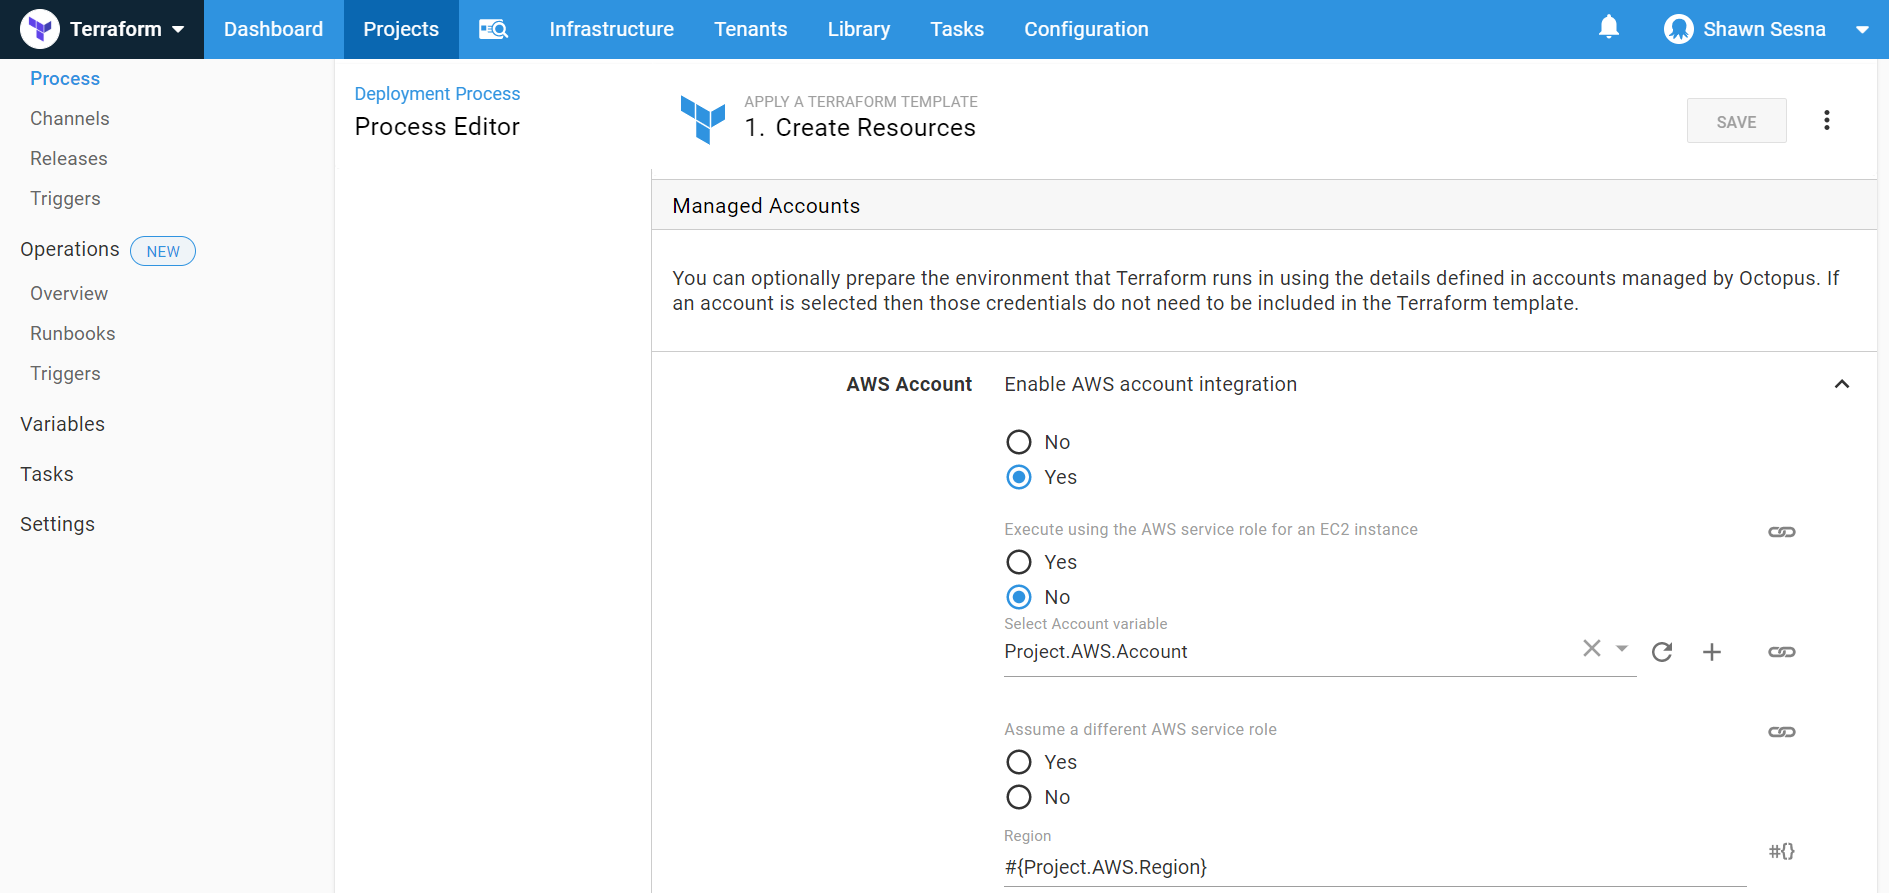 Terraform
Dashboard
Projects
Infrastructure
Tenants
Library
Tasks
Configuration
Shawn Sesna
Process
Channels
Releases
Triggers
Operations NEW
Overview
Runbooks
Triggers
Variables
Tasks
Settings
Deployment Process
Process Editor
APPLY A TERRAFORM TEMPLATE
1. Create Resources
SAVE
Managed Accounts
You can optionally prepare the environment that Terraform runs in using the details defined in accounts managed by Octopus. If
an account is selected then those credentials do not need to be included in the Terraform template.
AWS Account
Enable AWS account integration
No
Yes
Execute using the AWS service role for an EC2 instance
Yes
No
Select Account variable
Project.AWS.Account
Assume a different AWS service role
Yes
No
Region
#{Project.AWS.Region}
#{}